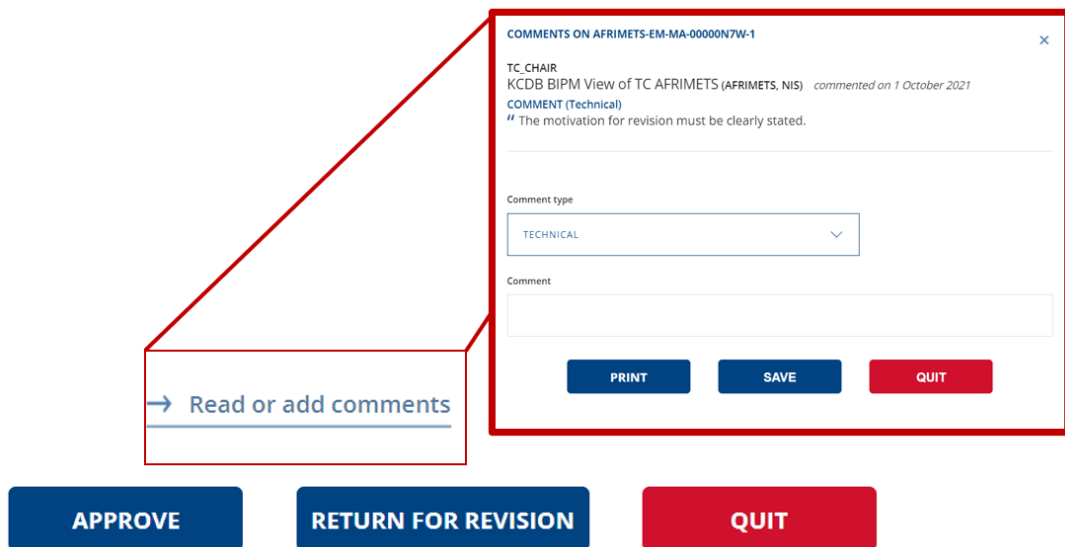 COMMENTS ON AFRIMETS-EM-MA-00000N7W-1
×
TC_CHAIR
KCDB BIPM View of TC AFRIMETS (AFRIMETS, NIS) commented on 1 October 2021
COMMENT (Technical)
“ The motivation for revision must be clearly stated.
Comment type
TECHNICAL
Comment
PRINT SAVE QUIT
→ Read or add comments
APPROVE RETURN FOR REVISION QUIT